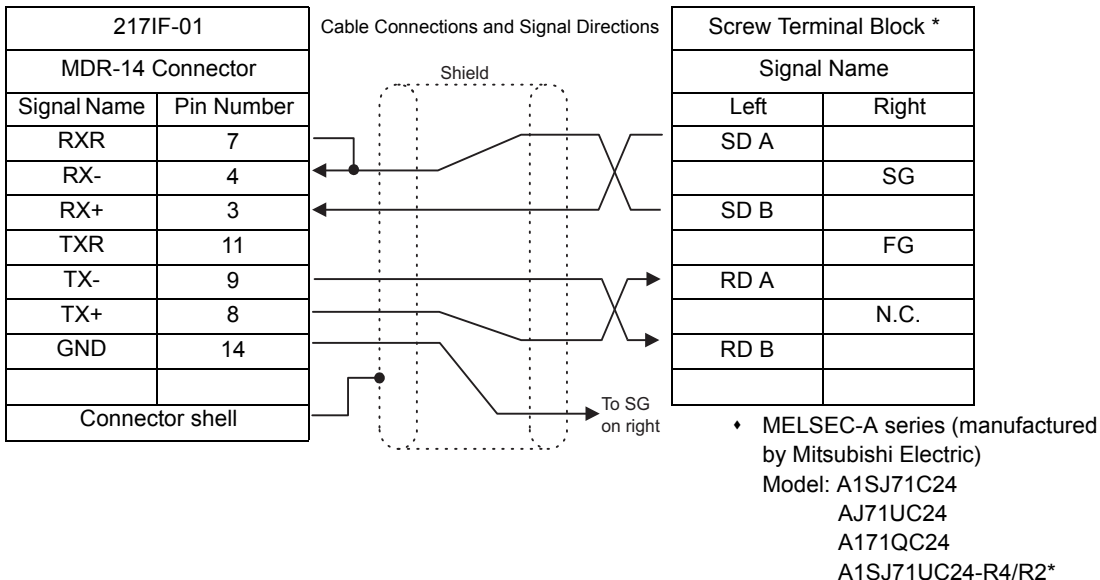 217IF-01
Cable Connections and Signal Directions
Screw Terminal Block *
MDR-14 Connector
Shield
Signal Name
Signal Name Pin Number
Left Right
RXR 7
SD A
RX- 4
SG
RX+ 3
SD B
TXR 11
FG
TX- 9
RD A
TX+ 8
N.C.
GND 14
RD B
Connector shell
To SG
on right
♦ MELSEC-A series (manufactured
by Mitsubishi Electric)
Model: A1SJ71C24
AJ71UC24
A171QC24
A1SJ71UC24-R4/R2*